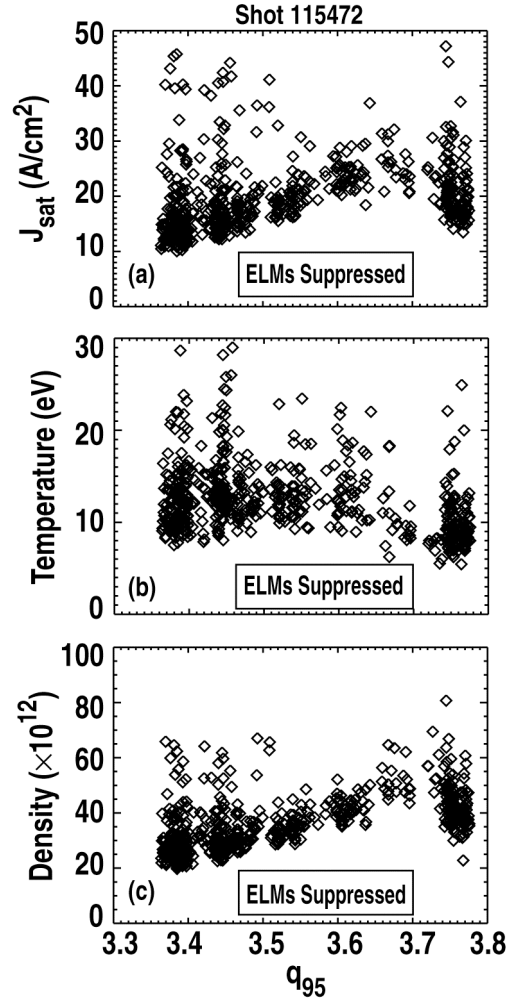 Shot 115472
50
40
30
20
10
0
J_sat (A/cm²)
(a)
ELMs Suppressed
30
20
10
0
Temperature (eV)
(b)
ELMs Suppressed
100
80
60
40
20
0
Density (×10¹²)
(c)
ELMs Suppressed
3.3 3.4 3.5 3.6 3.7 3.8
q₉₅